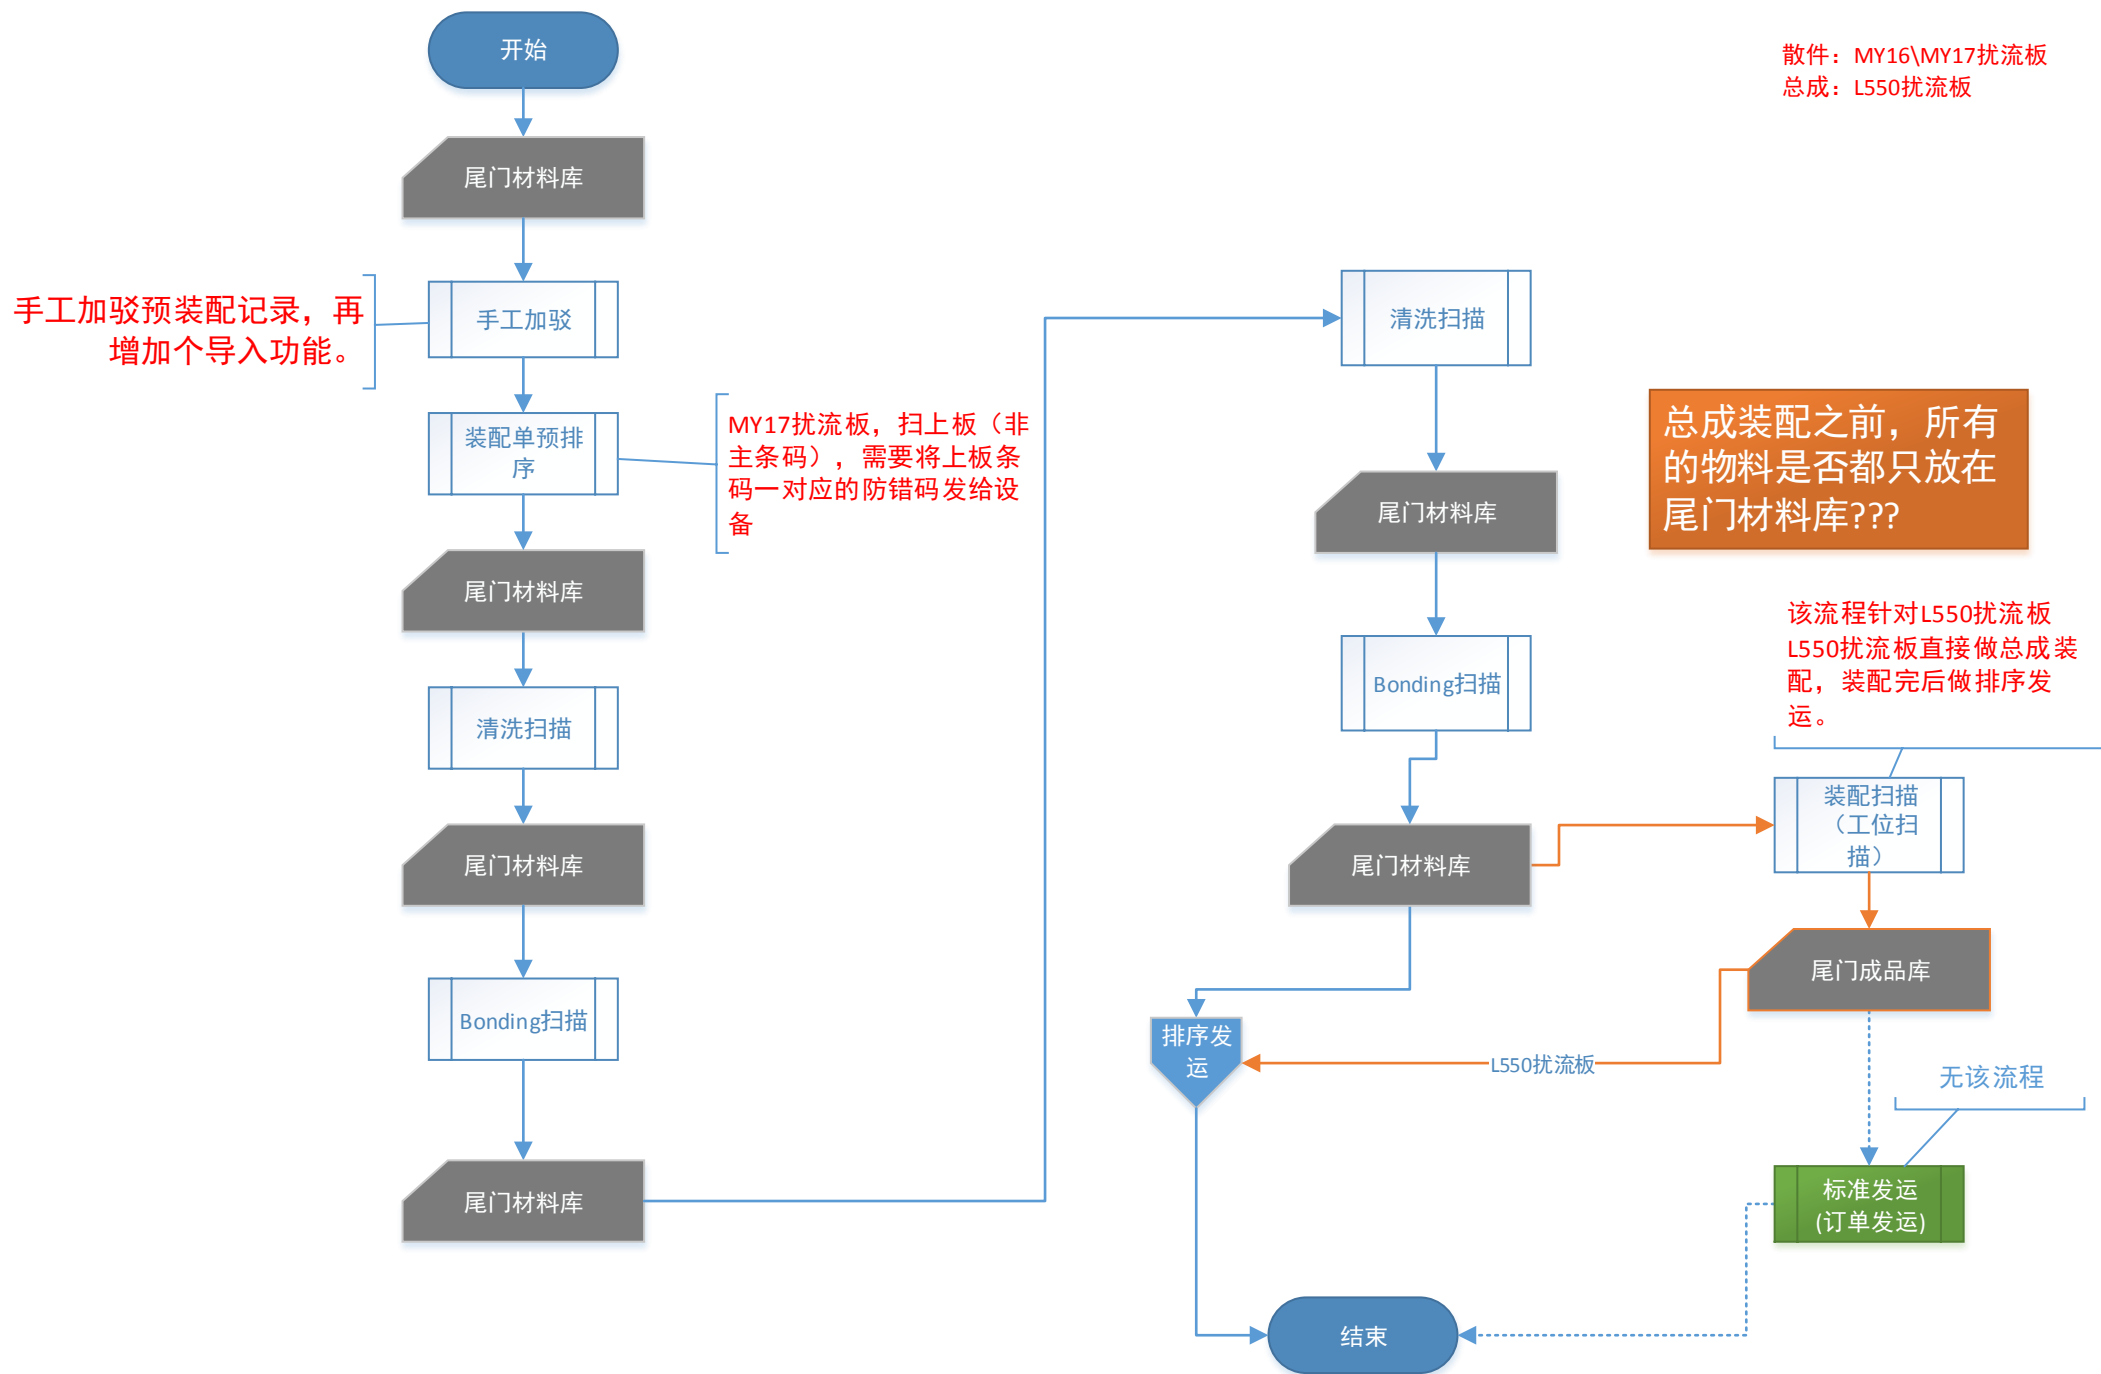 开始
散件：MY16\MY17扰流板
总成：L550扰流板
尾门材料库
手工加驳预装配记录，再
增加个导入功能。
手工加驳
装配单预排
序
MY17扰流板，扫上板（非
主条码），需要将上板条
码一对应的防错码发给设
备
尾门材料库
清洗扫描
尾门材料库
Bonding扫描
尾门材料库
清洗扫描
尾门材料库
总成装配之前，所有
的物料是否都只放在
尾门材料库???
Bonding扫描
该流程针对L550扰流板
L550扰流板直接做总成装
配，装配完后做排序发
运。
尾门材料库
装配扫描
（工位扫
描）
尾门成品库
排序发
运
L550扰流板
无该流程
标准发运
(订单发运)
结束